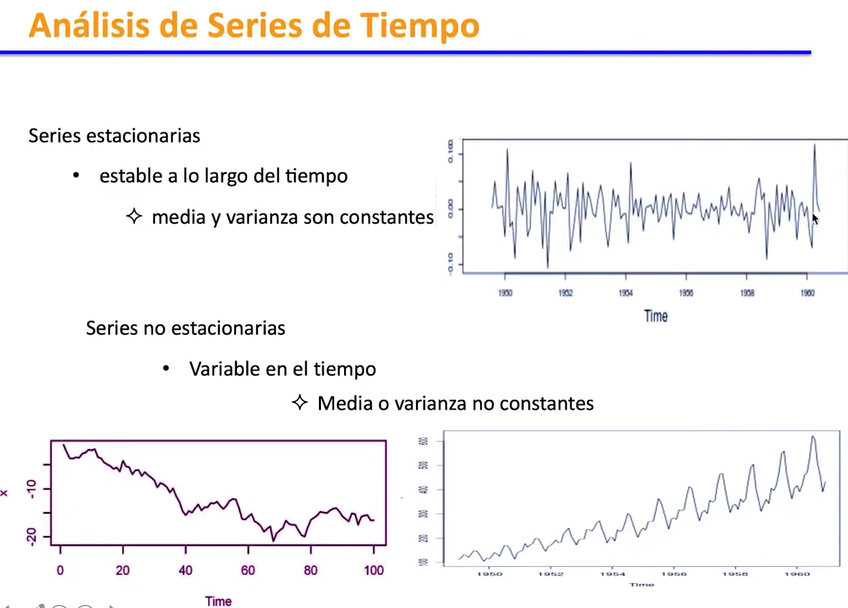 Análisis de Series de Tiempo
Series estacionarias
• estable a lo largo del tiempo
✧ media y varianza son constantes
0.00
-0.10
1950 1952 1954 1956 1958 1960
Time
Series no estacionarias
• Variable en el tiempo
✧ Media o varianza no constantes
x
-10
-20
0 20 40 60 80 100
Time
600
500
400
300
200
100
1950 1952 1954 1956 1958 1960
Time